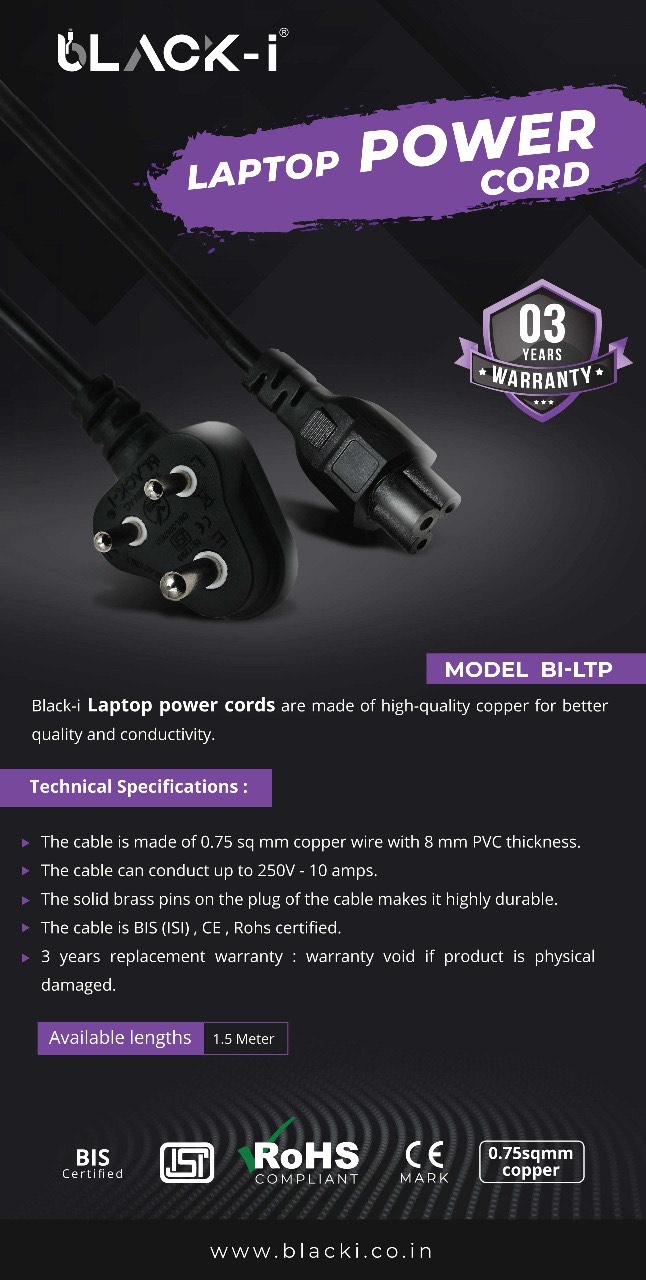 bLACK-i®
LAPTOP POWER
CORD
03
YEARS
WARRANTY
BLACK-i
MODEL BI-LTP
Black-i Laptop power cords are made of high-quality copper for better
quality and conductivity.
Technical Specifications :
The cable is made of 0.75 sq mm copper wire with 8 mm PVC thickness.
The cable can conduct up to 250V - 10 amps.
The solid brass pins on the plug of the cable makes it highly durable.
The cable is BIS (ISI) , CE , Rohs certified.
3 years replacement warranty : warranty void if product is physical
damaged.
Available lengths 1.5 Meter
BIS
Certified
ISI
RoHS
COMPLIANT
CE
MARK
0.75sqmm
copper
www.blacki.co.in